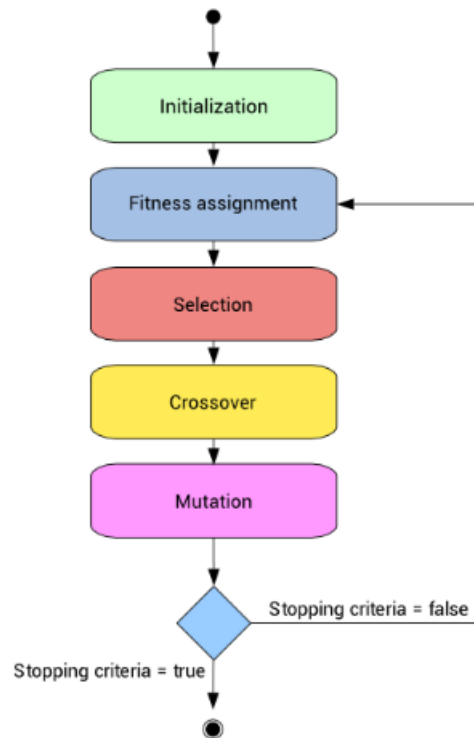 Initialization
Fitness assignment
Selection
Crossover
Mutation
Stopping criteria = false
Stopping criteria = true